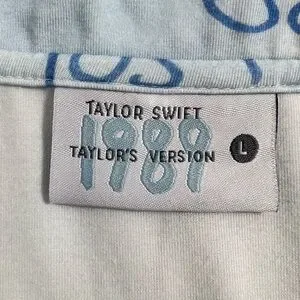 TAYLOR SWIFT
1989
TAYLOR'S VERSION
L